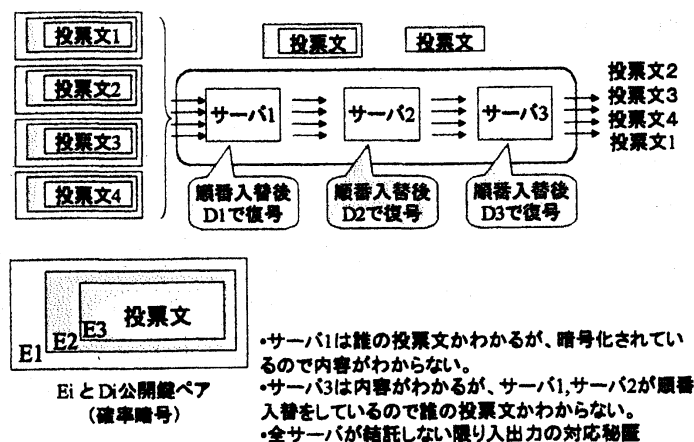 投票文1
投票文2
投票文3
投票文4
投票文
投票文
サーバ1
サーバ2
サーバ3
投票文2
投票文3
投票文4
投票文1
順番入替後
D1で復号
順番入替後
D2で復号
順番入替後
D3で復号
投票文
E3
E2
E1
Ei とDi公開鍵ペア
（確率暗号）
•サーバ1は誰の投票文かわかるが、暗号化されてい
るので内容がわからない。
•サーバ3は内容がわかるが、サーバ1,サーバ2が順番
入替をしているので誰の投票文かわからない。
•全サーバが結託しない限り入出力の対応秘匿